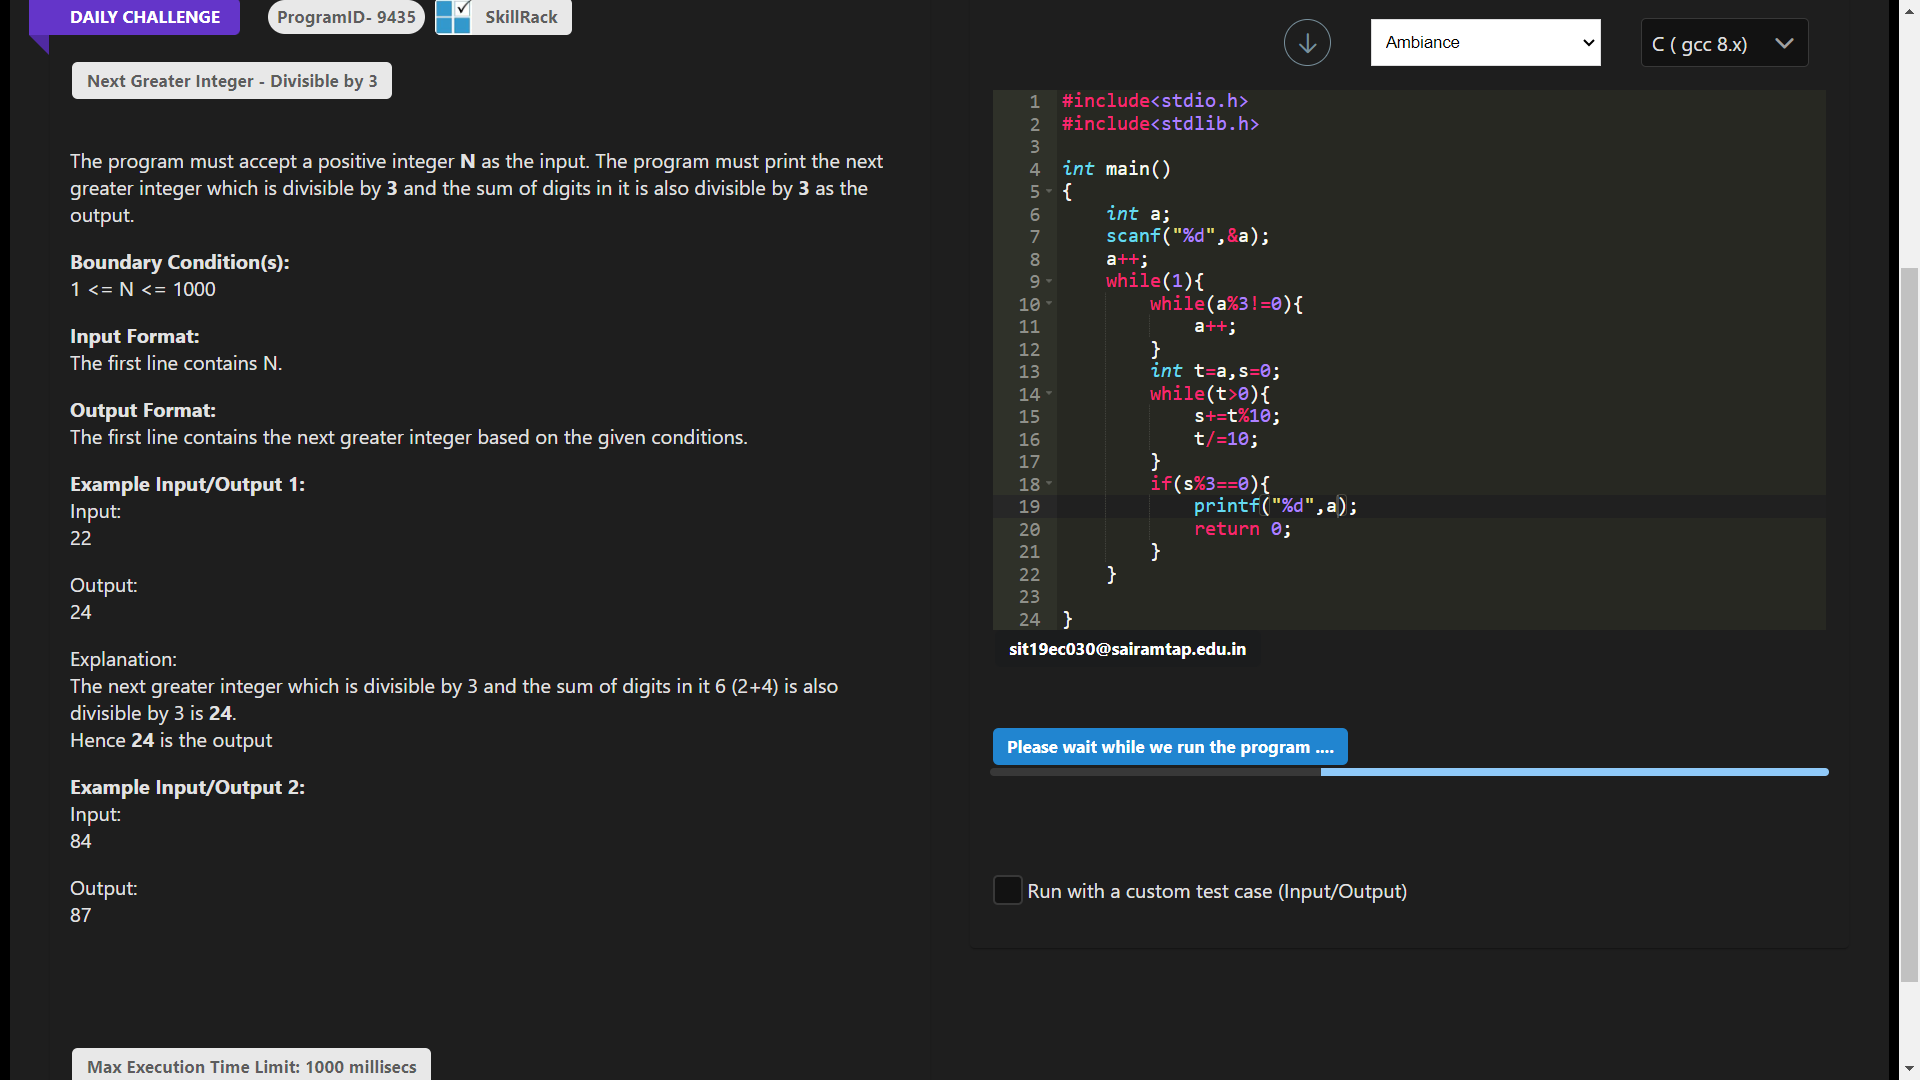 DAILY CHALLENGE
ProgramID- 9435
SkillRack
Next Greater Integer - Divisible by 3
The program must accept a positive integer N as the input. The program must print the next
greater integer which is divisible by 3 and the sum of digits in it is also divisible by 3 as the
output.
Boundary Condition(s):
1 <= N <= 1000
Input Format:
The first line contains N.
Output Format:
The first line contains the next greater integer based on the given conditions.
Example Input/Output 1:
Input:
22
Output:
24
Explanation:
The next greater integer which is divisible by 3 and the sum of digits in it 6 (2+4) is also
divisible by 3 is 24.
Hence 24 is the output
Example Input/Output 2:
Input:
84
Output:
87
Max Execution Time Limit: 1000 millisecs
Ambiance
C ( gcc 8.x)
1 #include<stdio.h>
2 #include<stdlib.h>
3
4 int main()
5 {
6 int a;
7 scanf("%d",&a);
8 a++;
9 while(1){
10 while(a%3!=0){
11 a++;
12 }
13 int t=a,s=0;
14 while(t>0){
15 s+=t%10;
16 t/=10;
17 }
18 if(s%3==0){
19 printf("%d",a);
20 return 0;
21 }
22 }
23
24 }
sit19ec030@sairamtap.edu.in
Please wait while we run the program ....
Run with a custom test case (Input/Output)